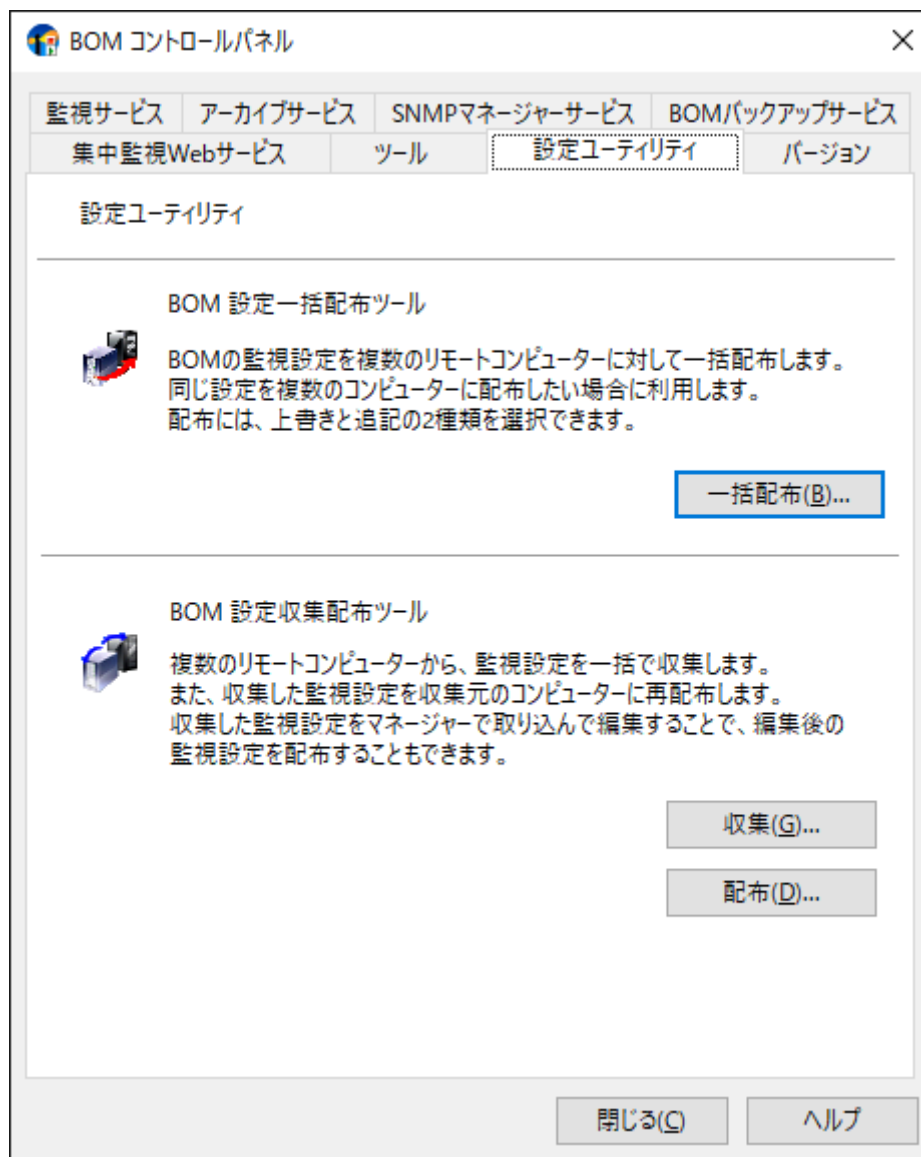 BOM コントロールパネル
監視サービス アーカイブサービス SNMPマネージャーサービス BOMバックアップサービス
集中監視Webサービス ツール 設定ユーティリティ バージョン
設定ユーティリティ
BOM 設定一括配布ツール
BOMの監視設定を複数のリモートコンピューターに対して一括配布します。
同じ設定を複数のコンピューターに配布したい場合に利用します。
配布には、上書きと追記の2種類を選択できます。
一括配布(B)...
BOM 設定収集配布ツール
複数のリモートコンピューターから、監視設定を一括で収集します。
また、収集した監視設定を収集元のコンピューターに再配布します。
収集した監視設定をマネージャーで取り込んで編集することで、編集後の
監視設定を配布することもできます。
収集(G)...
配布(D)...
閉じる(C) ヘルプ